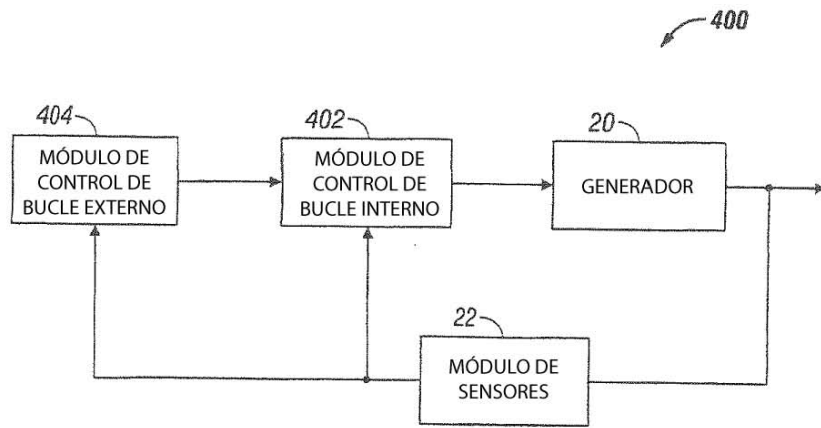 400
404
MÓDULO DE
CONTROL DE
BUCLE EXTERNO
402
MÓDULO DE
CONTROL DE
BUCLE INTERNO
20
GENERADOR
22
MÓDULO DE
SENSORES